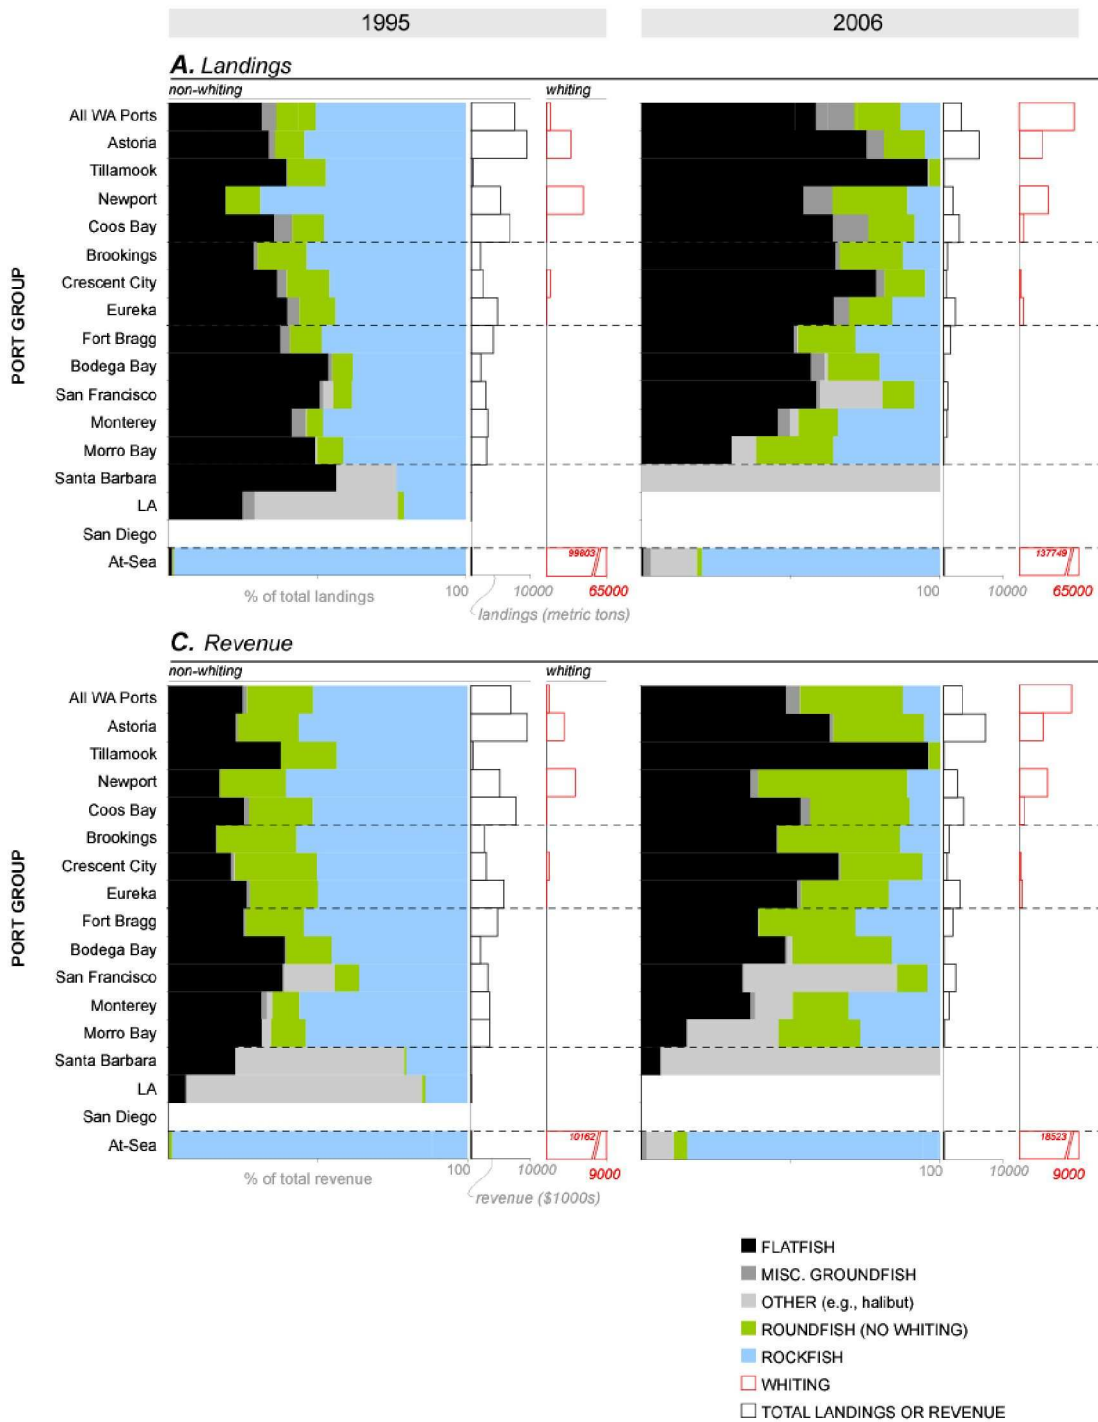 1995 2006
A. Landings
non-whiting whiting
All WA Ports
Astoria
Tillamook
Newport
Coos Bay
Brookings
Crescent City
Eureka
Fort Bragg
Bodega Bay
San Francisco
Monterey
Morro Bay
Santa Barbara
LA
San Diego
At-Sea
PORT GROUP
99803 137749
% of total landings 100 10000 65000 100 10000 65000
landings (metric tons)
C. Revenue
non-whiting whiting
All WA Ports
Astoria
Tillamook
Newport
Coos Bay
Brookings
Crescent City
Eureka
Fort Bragg
Bodega Bay
San Francisco
Monterey
Morro Bay
Santa Barbara
LA
San Diego
At-Sea
PORT GROUP
10162 18523
% of total revenue 100 10000 9000 100 10000 9000
revenue ($1000s)
FLATFISH
MISC. GROUNDFISH
OTHER (e.g., halibut)
ROUNDFISH (NO WHITING)
ROCKFISH
WHITING
TOTAL LANDINGS OR REVENUE